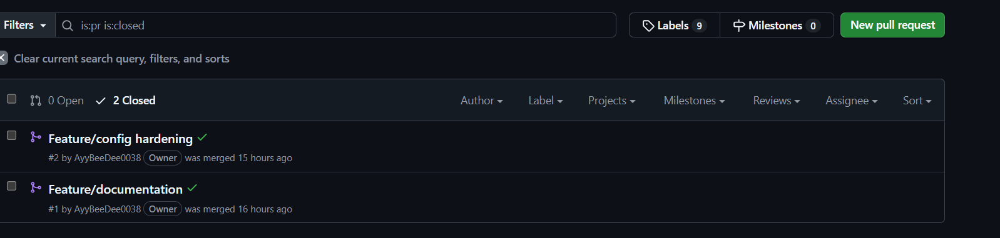 Filters is:pr is:closed Labels 9 Milestones 0 New pull request
Clear current search query, filters, and sorts
0 Open 2 Closed Author Label Projects Milestones Reviews Assignee Sort
Feature/config hardening
#2 by AyyBeeDee0038 Owner was merged 15 hours ago
Feature/documentation
#1 by AyyBeeDee0038 Owner was merged 16 hours ago